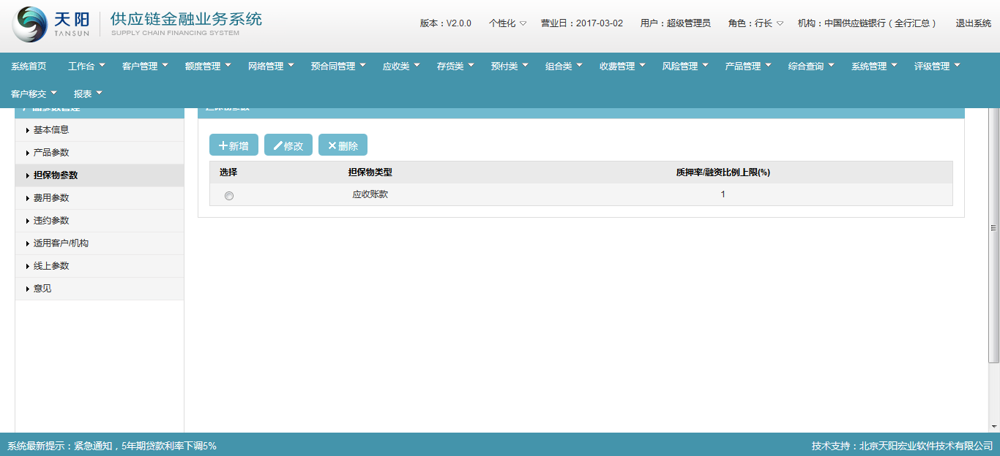 天阳
TANSUN
供应链金融业务系统
SUPPLY CHAIN FINANCING SYSTEM
版本：V2.0.0 个性化 营业日：2017-03-02 用户：超级管理员 角色：行长 机构：中国供应链银行（全行汇总） 退出系统
系统首页 工作台 客户管理 额度管理 网络管理 预合同管理 应收类 存货类 预付类 组合类 收费管理 风险管理 产品管理 综合查询 系统管理 评级管理
客户移交 报表
基本信息
产品参数
担保物参数
费用参数
违约参数
适用客户/机构
线上参数
意见
新增 修改 删除
选择 担保物类型 质押率/融资比例上限(%)
应收账款 1
系统最新提示：紧急通知，5年期贷款利率下调5%
技术支持：北京天阳宏业软件技术有限公司